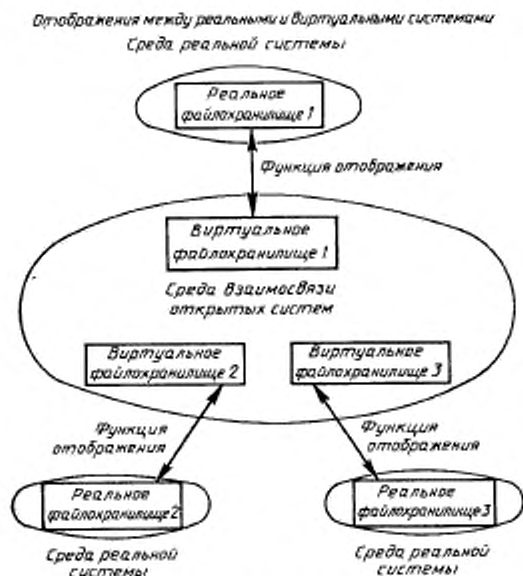 Отображения между реальными и виртуальными системами
Среда реальной системы
Реальное
файлохранилище 1
Функция отображения
Виртуальное
файлохранилище 1
Среда взаимосвязи
открытых систем
Виртуальное
файлохранилище 2
Виртуальное
файлохранилище 3
Функция
отображения
Функция
отображения
Реальное
файлохранилище 2
Реальное
файлохранилище 3
Среда реальной
системы
Среда реальной
системы